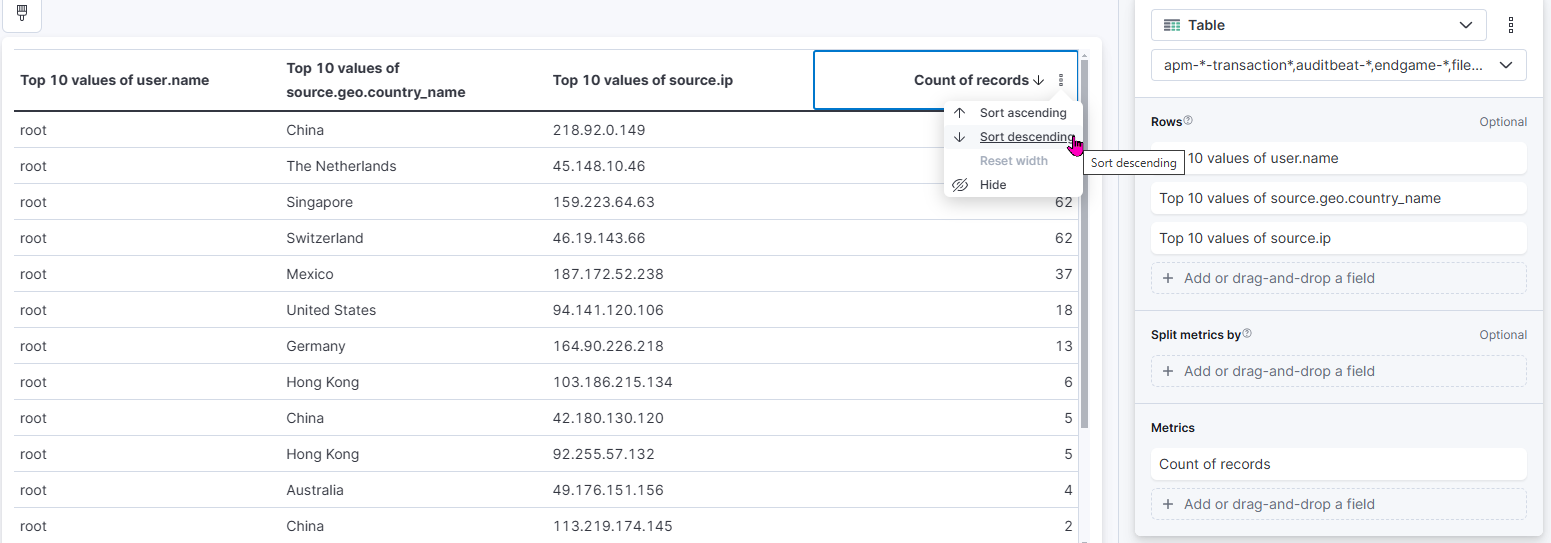 Top 10 values of user.name Top 10 values of source.geo.country_name Top 10 values of source.ip Count of records
Sort ascending
Sort descending
Reset width
Hide
Sort descending
root China 218.92.0.149
root The Netherlands 45.148.10.46
root Singapore 159.223.64.63 62
root Switzerland 46.19.143.66 62
root Mexico 187.172.52.238 37
root United States 94.141.120.106 18
root Germany 164.90.226.218 13
root Hong Kong 103.186.215.134 6
root China 42.180.130.120 5
root Hong Kong 92.255.57.132 5
root Australia 49.176.151.156 4
root China 113.219.174.145 2
Table
apm-*-transaction*,auditbeat-*,endgame-*,file...
Rows Optional
10 values of user.name
Top 10 values of source.geo.country_name
Top 10 values of source.ip
+ Add or drag-and-drop a field
Split metrics by Optional
+ Add or drag-and-drop a field
Metrics
Count of records
+ Add or drag-and-drop a field